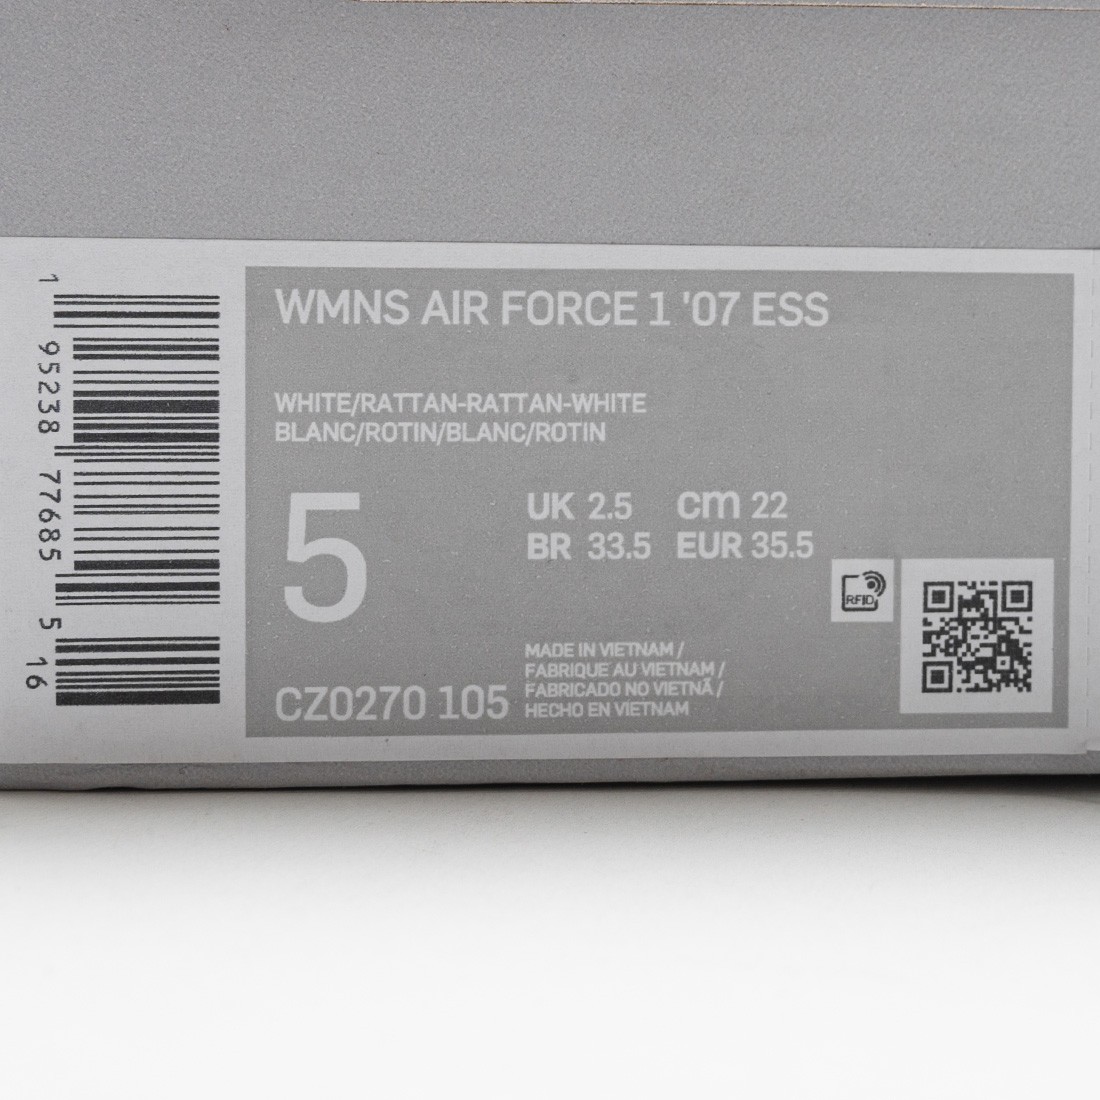 WMNS AIR FORCE 1 '07 ESS
WHITE/RATTAN-RATTAN-WHITE
BLANC/ROTIN/BLANC/ROTIN
5
UK 2.5 cm 22
BR 33.5 EUR 35.5
RFID
MADE IN VIETNAM /
FABRIQUE AU VIETNAM /
FABRICADO NO VIETNÃ /
HECHO EN VIETNAM
CZ0270 105
1 95238 77685 5 16